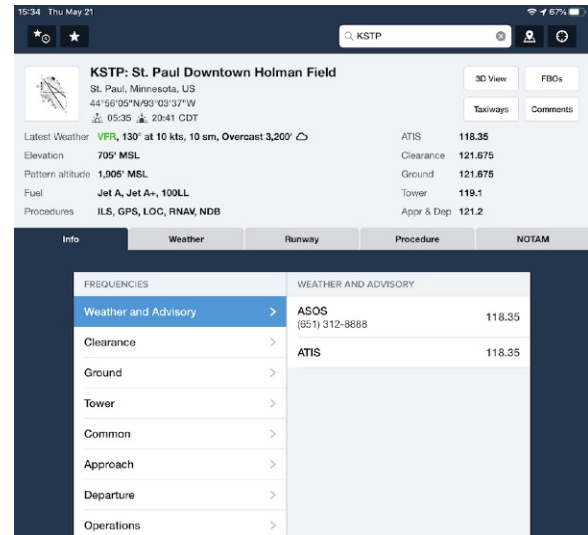 15:34 Thu May 21
67%
KSTP
KSTP: St. Paul Downtown Holman Field
St. Paul, Minnesota, US
44°56'05"N/93°03'37"W
05:35 20:41 CDT
3D View
FBOs
Taxiways
Comments
Latest Weather VFR, 130° at 10 kts, 10 sm, Overcast 3,200'
Elevation 705' MSL
Pattern altitude 1,905' MSL
Fuel Jet A, Jet A+, 100LL
Procedures ILS, GPS, LOC, RNAV, NDB
ATIS 118.35
Clearance 121.675
Ground 121.675
Tower 119.1
Appr & Dep 121.2
Info Weather Runway Procedure NOTAM
FREQUENCIES
Weather and Advisory
Clearance
Ground
Tower
Common
Approach
Departure
Operations
WEATHER AND ADVISORY
ASOS 118.35
(651) 312-8888
ATIS 118.35